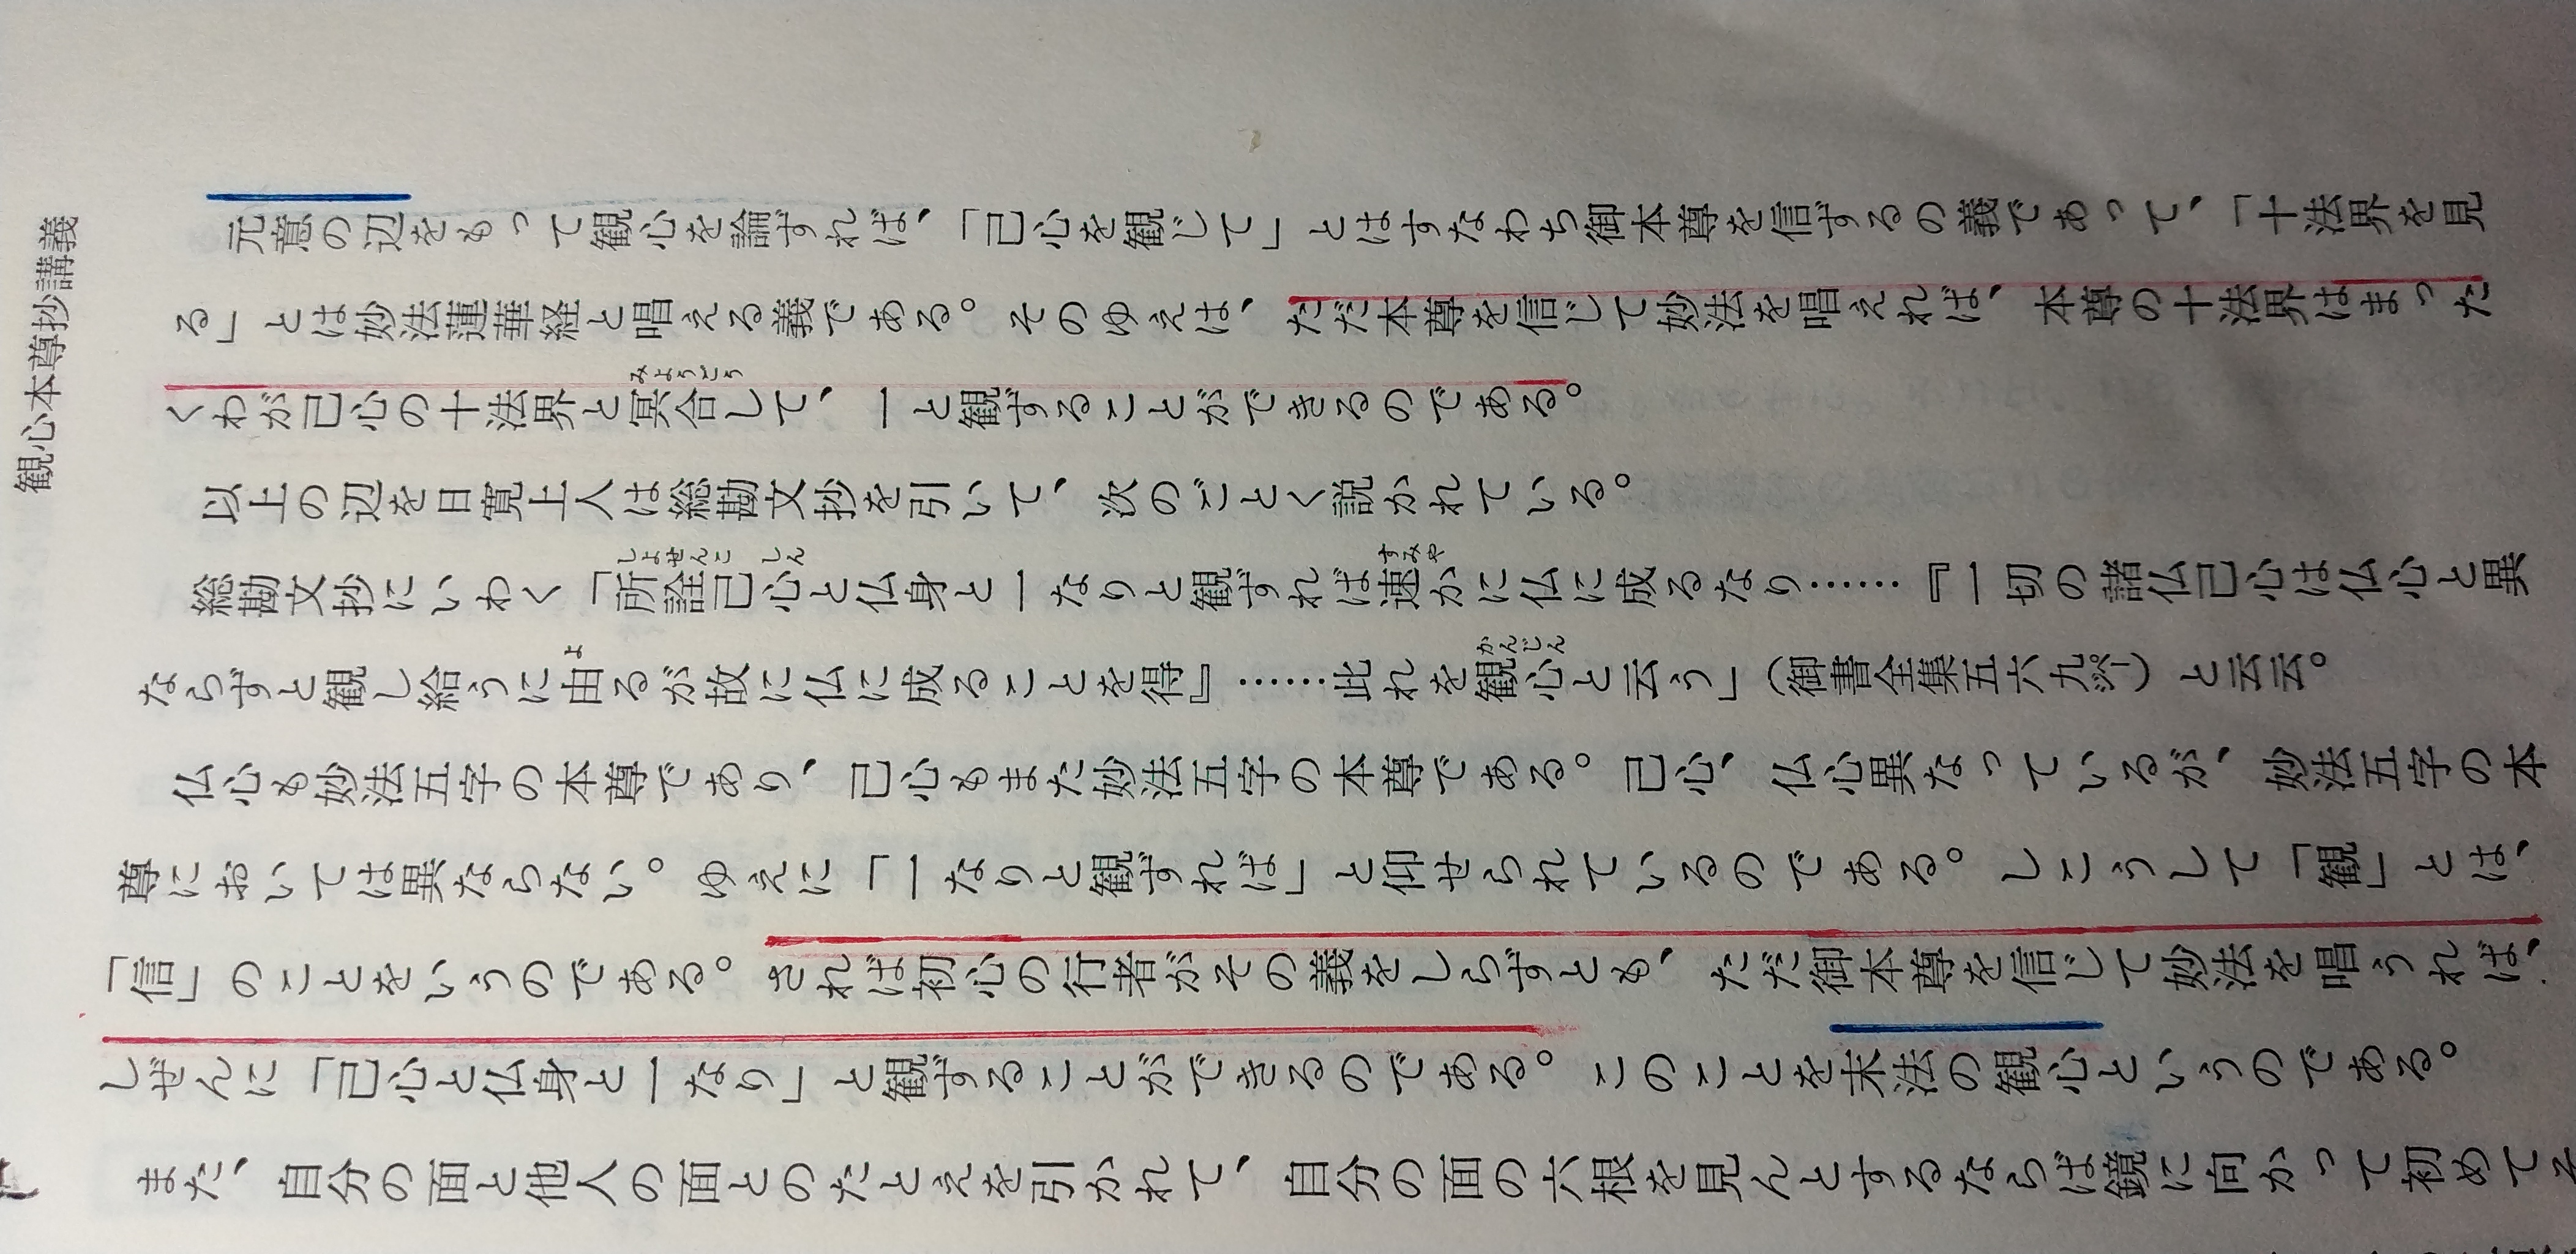 観心本尊抄講義
元意の辺をもって観心を論ずれば、「己心を観じて」とはすなわち御本尊を信ずるの義であって、「十法界を見
る」とは妙法蓮華経と唱える義である。そのゆえは、ただ本尊を信じて妙法を唱えれば、本尊の十法界はまった
くわが己心の十法界と冥合して、一と観ずることができるのである。
以上の辺を日寛上人は総勘文抄を引いて、次のごとく説かれている。
総勘文抄にいわく「所詮己心と仏身と一なりと観ずれば速かに仏に成るなり……『一切の諸仏己心は仏心と異
ならずと観し給うに由るが故に仏に成ることを得』……此れを観心と云う」(御書全集五六九㌻)と云云。
仏心も妙法五字の本尊であり、己心もまた妙法五字の本尊である。己心、仏心異なっているが、妙法五字の本
尊においては異ならない。ゆえに「一なりと観ずれば」と仰せられているのである。しこうして「観」とは、
「信」のことをいうのである。されば初心の行者がその義をしらずとも、ただ御本尊を信じて妙法を唱うれば、
しぜんに「己心と仏身と一なり」と観ずることができるのである。このことを末法の観心というのである。
また、自分の面と他人の面とのたとえを引かれて、自分の面の六根を見んとするならば鏡に向かって初めてそ